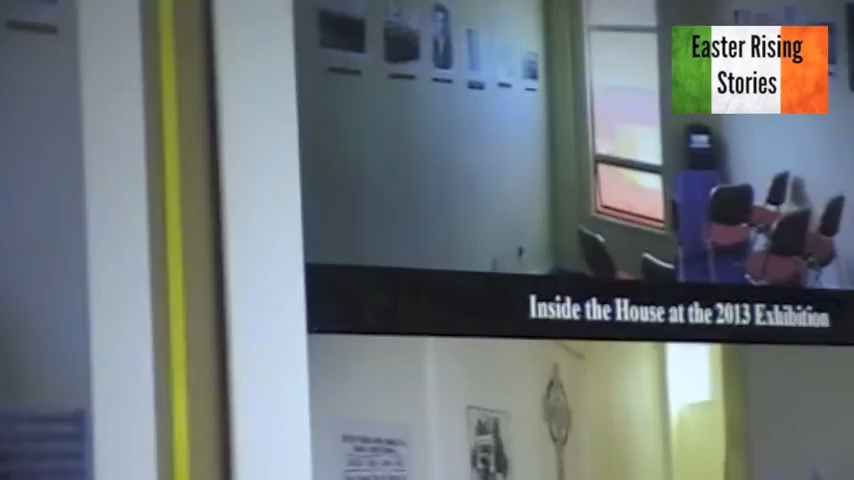 Easter Rising
Stories
Inside the House at the 2013 Exhibition